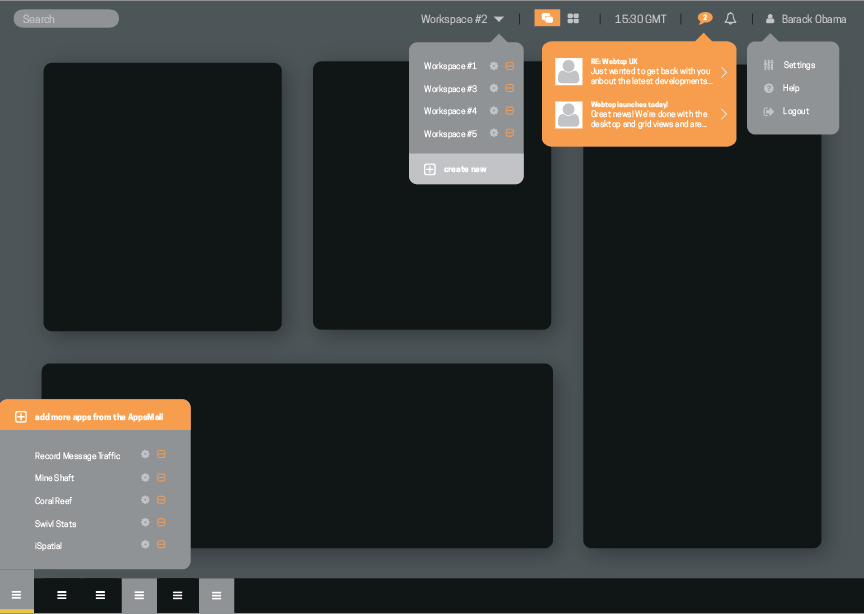 Search
Workspace #2
15:30 GMT
2
Barack Obama
Workspace #1
Workspace #3
Workspace #4
Workspace #5
create new
RE: Webtop UX
Just wanted to get back with you
anbout the latest developments...
Webtop launches today!
Great news! We're done with the
desktop and grid views and are...
Settings
Help
Logout
add more apps from the AppsMall
Record Message Traffic
Mine Shaft
Coral Reef
Swivl Stats
iSpatial